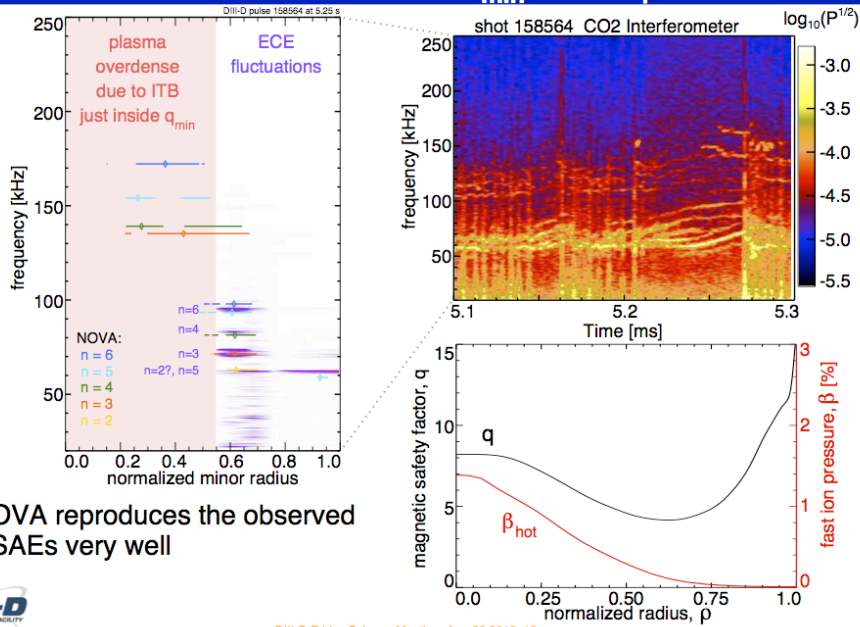 DIII-D pulse 158564 at 5.25 s
250
200
150
100
50
frequency [kHz]
plasma
overdense
due to ITB
just inside qmin
ECE
fluctuations
n=6
n=4
n=3
n=2?, n=5
NOVA:
n = 6
n = 5
n = 4
n = 3
n = 2
0.0 0.2 0.4 0.6 0.8 1.0
normalized minor radius
shot 158564 CO2 Interferometer
log10(P1/2)
250
200
150
100
50
frequency [kHz]
5.1 5.2 5.3
Time [ms]
-3.0
-3.5
-4.0
-4.5
-5.0
-5.5
15
10
5
0
magnetic safety factor, q
q
βhot
3
2
1
0
fast ion pressure, β [%]
0.0 0.25 0.50 0.75 1.0
normalized radius, ρ
OVA reproduces the observed
SAEs very well
-D